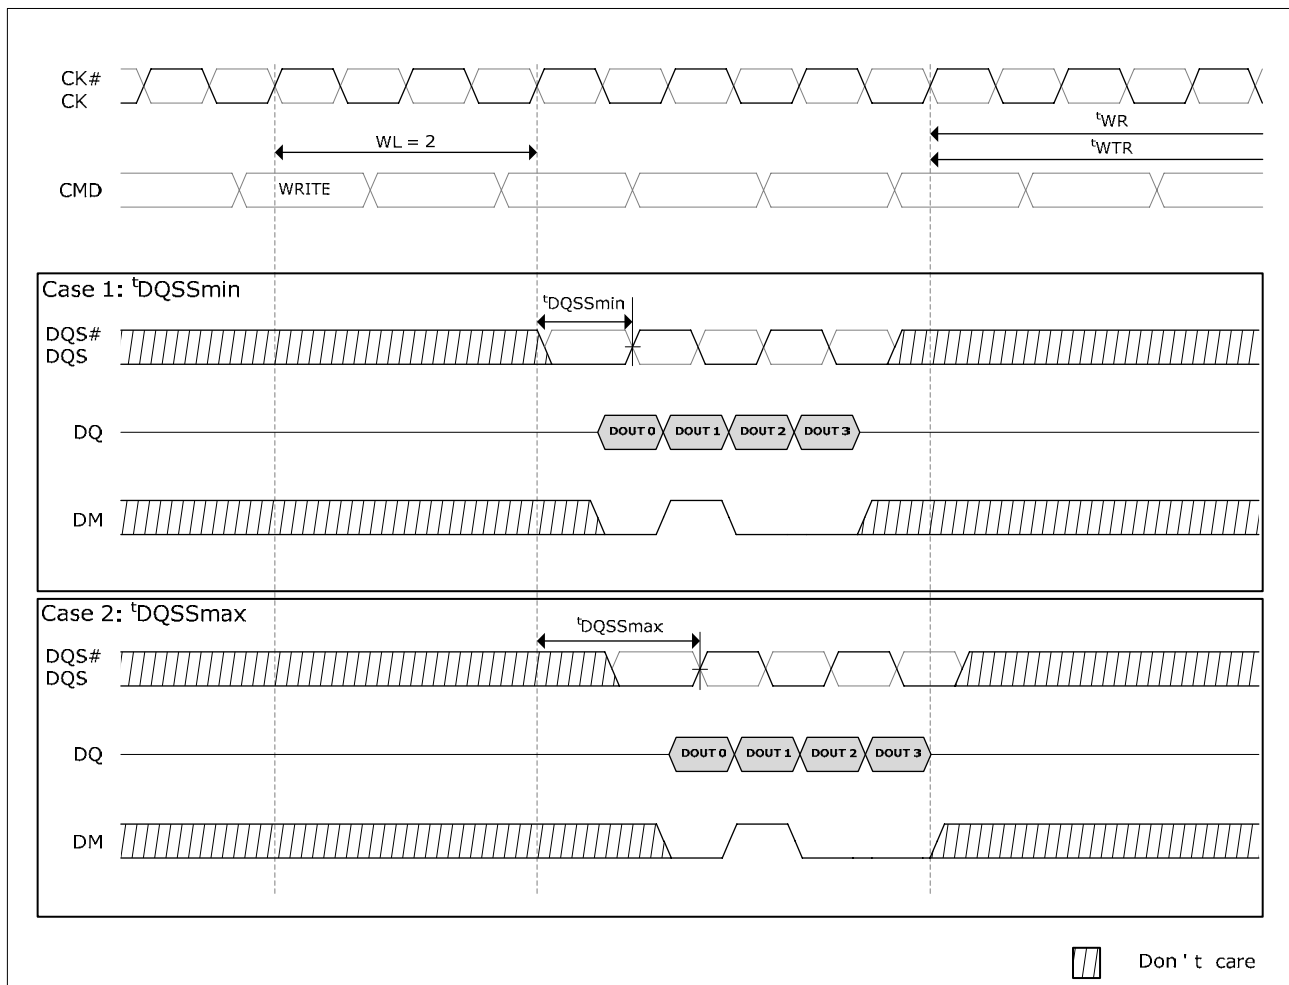 CK#
CK
tWR
WL = 2
tWTR
CMD
WRITE
Case 1: tDQSSmin
tDQSSmin
DQS#
DQS
DQ
DOUT 0 DOUT 1 DOUT 2 DOUT 3
DM
Case 2: tDQSSmax
tDQSSmax
DQS#
DQS
DQ
DOUT 0 DOUT 1 DOUT 2 DOUT 3
DM
Don't care